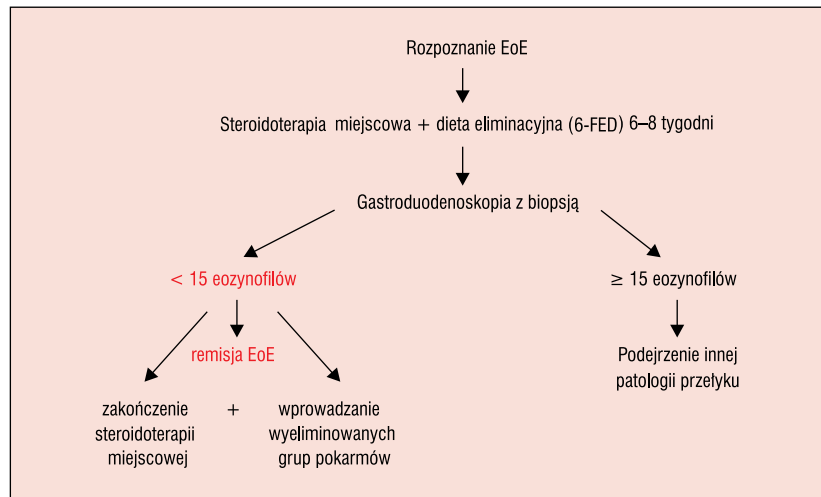 Rozpoznanie EoE
Steroidoterapia miejscowa + dieta eliminacyjna (6-FED) 6–8 tygodni
Gastroduodenoskopia z biopsją
< 15 eozynofilów
≥ 15 eozynofilów
remisja EoE
Podejrzenie innej
patologii przełyku
zakończenie
steroidoterapii
miejscowej
+
wprowadzanie
wyeliminowanych
grup pokarmów